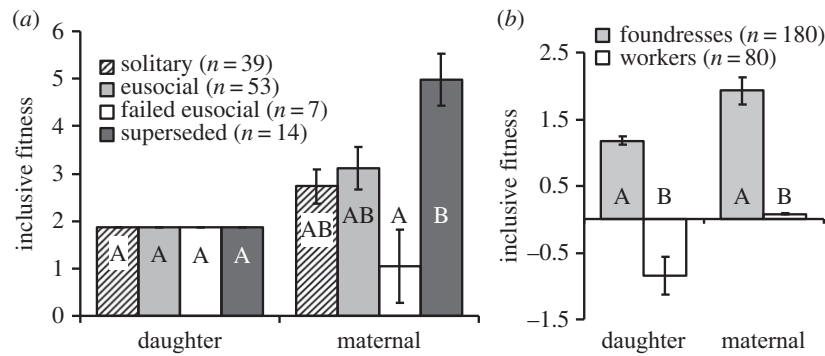 (a)
6
5
4
3
2
1
0
inclusive fitness
solitary (n = 39)
eusocial (n = 53)
failed eusocial (n = 7)
superseded (n = 14)
A A A A
AB AB A B
daughter maternal
(b)
foundresses (n = 180)
workers (n = 80)
2.5
1.5
0.5
−0.5
−1.5
inclusive fitness
A B A B
daughter maternal